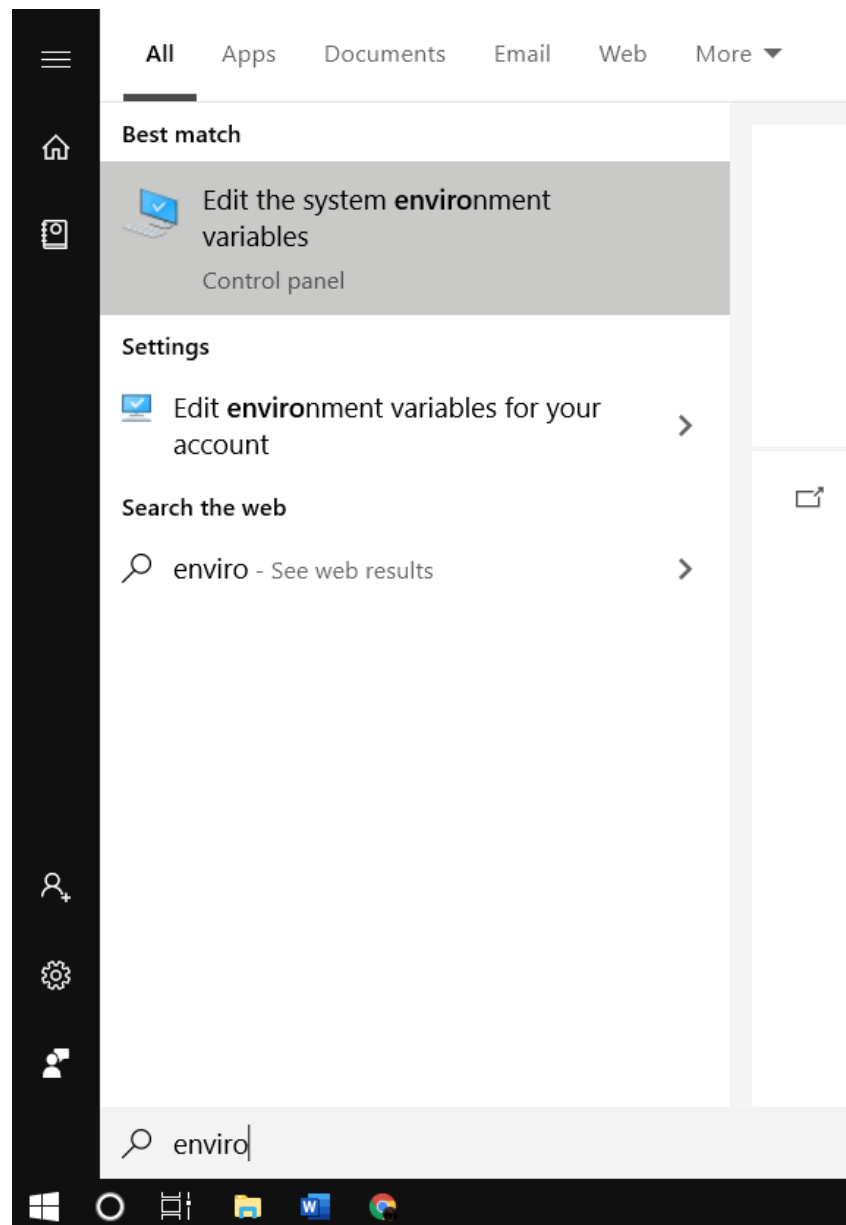 All Apps Documents Email Web More
Best match
Edit the system environment
variables
Control panel
Settings
Edit environment variables for your
account
Search the web
enviro - See web results
enviro
W